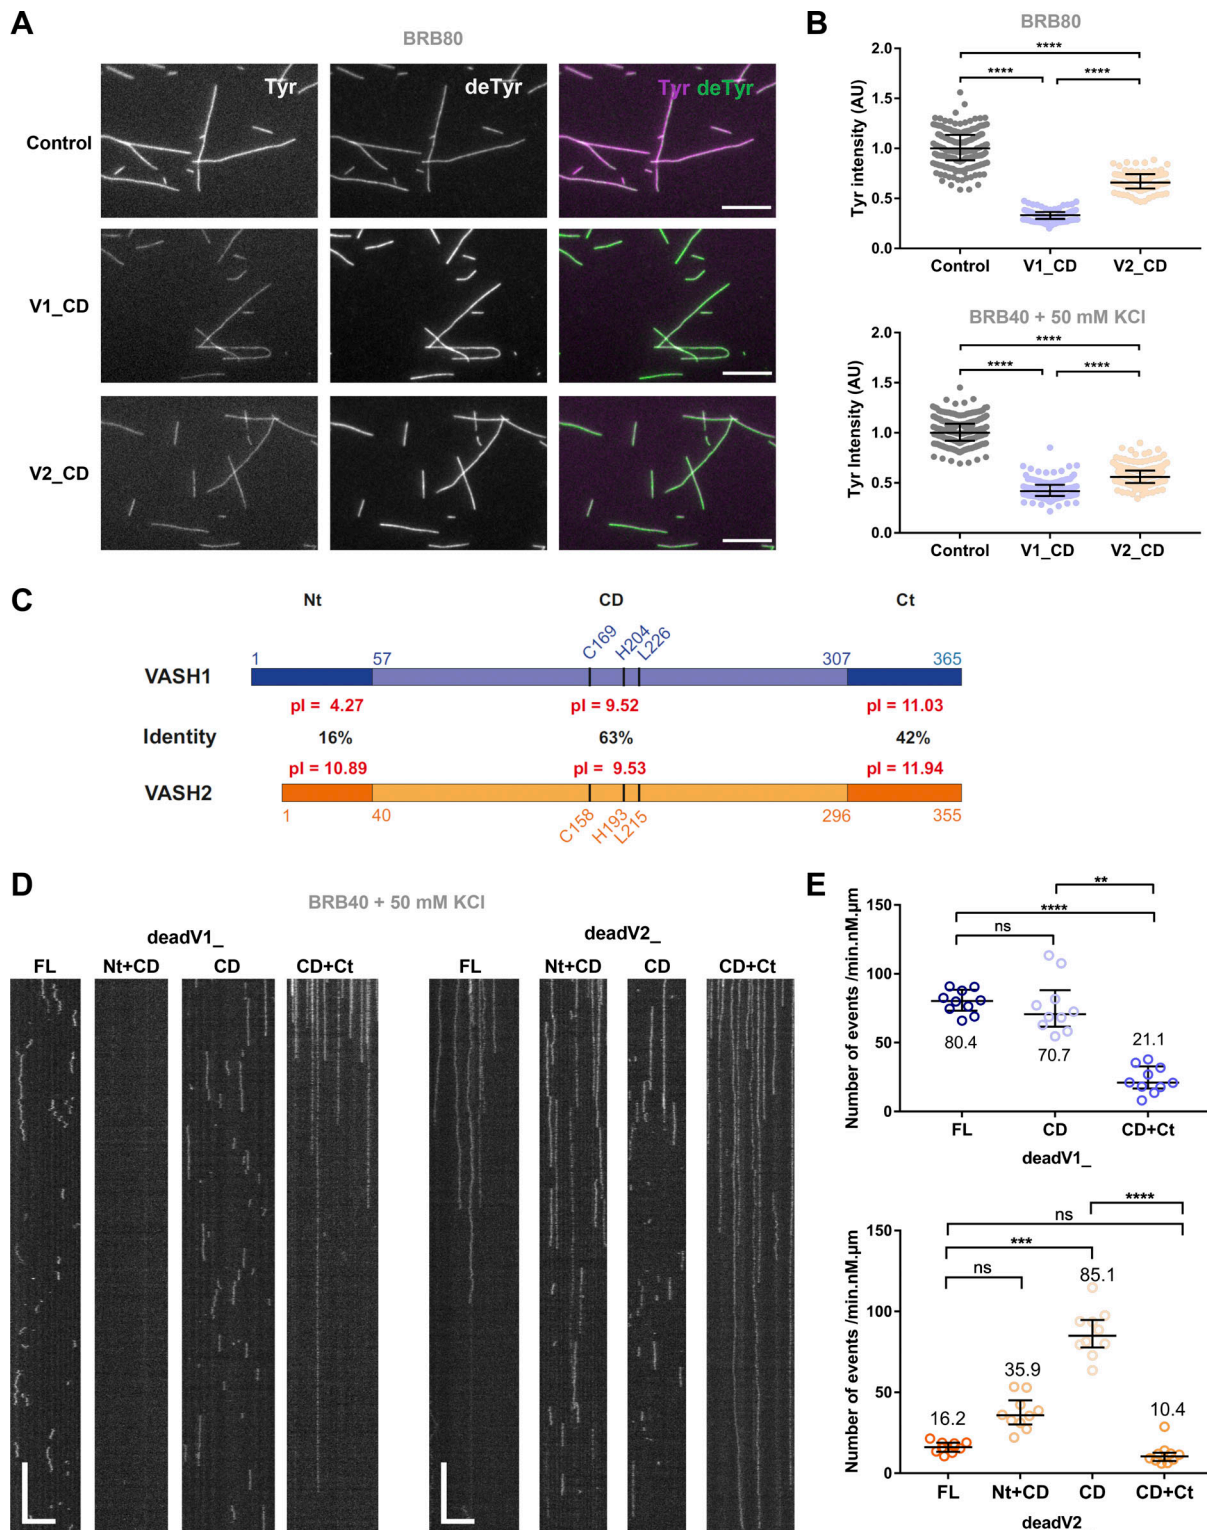 A
BRB80
Tyr
deTyr
Tyr deTyr
Control
V1_CD
V2_CD
B
BRB80
Tyr intensity (AU)
2.0
1.5
1.0
0.5
0.0
****
****
****
Control
V1_CD
V2_CD
BRB40 + 50 mM KCl
Tyr Intensity (AU)
2.0
1.5
1.0
0.5
0.0
****
****
****
Control
V1_CD
V2_CD
C
Nt
CD
Ct
C169
H204
L226
1
57
307
365
VASH1
pI = 4.27
pI = 9.52
pI = 11.03
Identity
16%
63%
42%
pI = 10.89
pI = 9.53
pI = 11.94
VASH2
1
40
C158
H193
L215
296
355
D
BRB40 + 50 mM KCl
deadV1_
deadV2_
FL
Nt+CD
CD
CD+Ct
FL
Nt+CD
CD
CD+Ct
E
Number of events /min.nM.µm
150
100
50
0
**
****
ns
80.4
70.7
21.1
FL
CD
CD+Ct
deadV1_
Number of events /min.nM.µm
150
100
50
0
****
ns
***
ns
16.2
35.9
85.1
10.4
FL
Nt+CD
CD
CD+Ct
deadV2